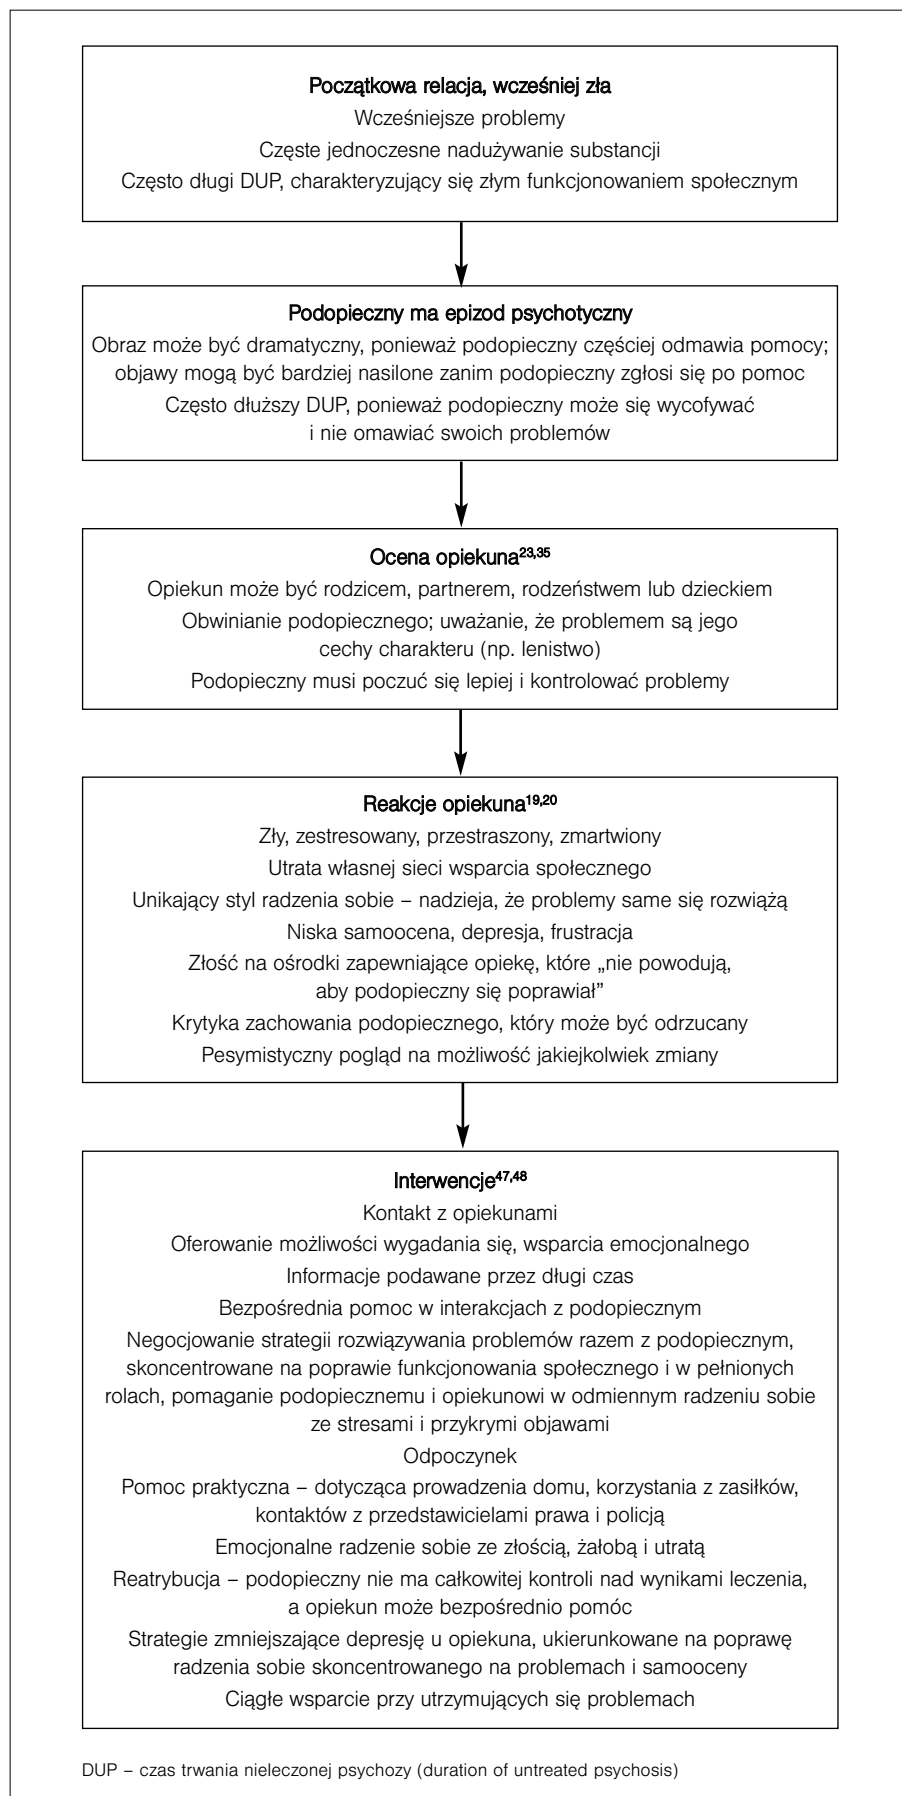 Początkowa relacja, wcześniej zła
Wcześniejsze problemy
Częste jednoczesne nadużywanie substancji
Często długi DUP, charakteryzujący się złym funkcjonowaniem społecznym
Podopieczny ma epizod psychotyczny
Obraz może być dramatyczny, ponieważ podopieczny częściej odmawia pomocy;
objawy mogą być bardziej nasilone zanim podopieczny zgłosi się po pomoc
Często dłuższy DUP, ponieważ podopieczny może się wycofywać
i nie omawiać swoich problemów
Ocena opiekuna23,35
Opiekun może być rodzicem, partnerem, rodzeństwem lub dzieckiem
Obwinianie podopiecznego; uważanie, że problemem są jego
cechy charakteru (np. lenistwo)
Podopieczny musi poczuć się lepiej i kontrolować problemy
Reakcje opiekuna19,20
Zły, zestresowany, przestraszony, zmartwiony
Utrata własnej sieci wsparcia społecznego
Unikający styl radzenia sobie – nadzieja, że problemy same się rozwiążą
Niska samoocena, depresja, frustracja
Złość na ośrodki zapewniające opiekę, które „nie powodują,
aby podopieczny się poprawiał”
Krytyka zachowania podopiecznego, który może być odrzucany
Pesymistyczny pogląd na możliwość jakiejkolwiek zmiany
Interwencje47,48
Kontakt z opiekunami
Oferowanie możliwości wygadania się, wsparcia emocjonalnego
Informacje podawane przez długi czas
Bezpośrednia pomoc w interakcjach z podopiecznym
Negocjowanie strategii rozwiązywania problemów razem z podopiecznym,
skoncentrowane na poprawie funkcjonowania społecznego i w pełnionych
rolach, pomaganie podopiecznemu i opiekunowi w odmiennym radzeniu sobie
ze stresami i przykrymi objawami
Odpoczynek
Pomoc praktyczna – dotycząca prowadzenia domu, korzystania z zasiłków,
kontaktów z przedstawicielami prawa i policją
Emocjonalne radzenie sobie ze złością, żałobą i utratą
Reatrybucja – podopieczny nie ma całkowitej kontroli nad wynikami leczenia,
a opiekun może bezpośrednio pomóc
Strategie zmniejszające depresję u opiekuna, ukierunkowane na poprawę
radzenia sobie skoncentrowanego na problemach i samooceny
Ciągłe wsparcie przy utrzymujących się problemach
DUP – czas trwania nieleczonej psychozy (duration of untreated psychosis)